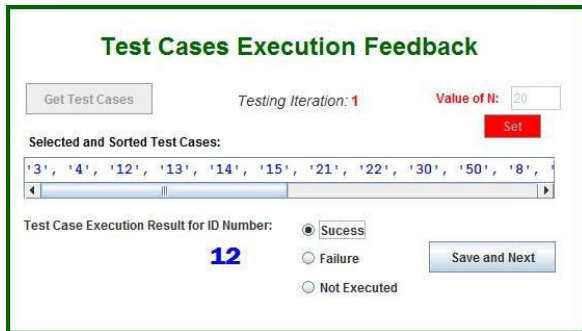 Test Cases Execution Feedback
Get Test Cases
Testing Iteration: 1
Value of N: 20
Set
Selected and Sorted Test Cases:
'3', '4', '12', '13', '14', '15', '21', '22', '30', '50', '8', '
Test Case Execution Result for ID Number:
12
Sucess
Failure
Not Executed
Save and Next